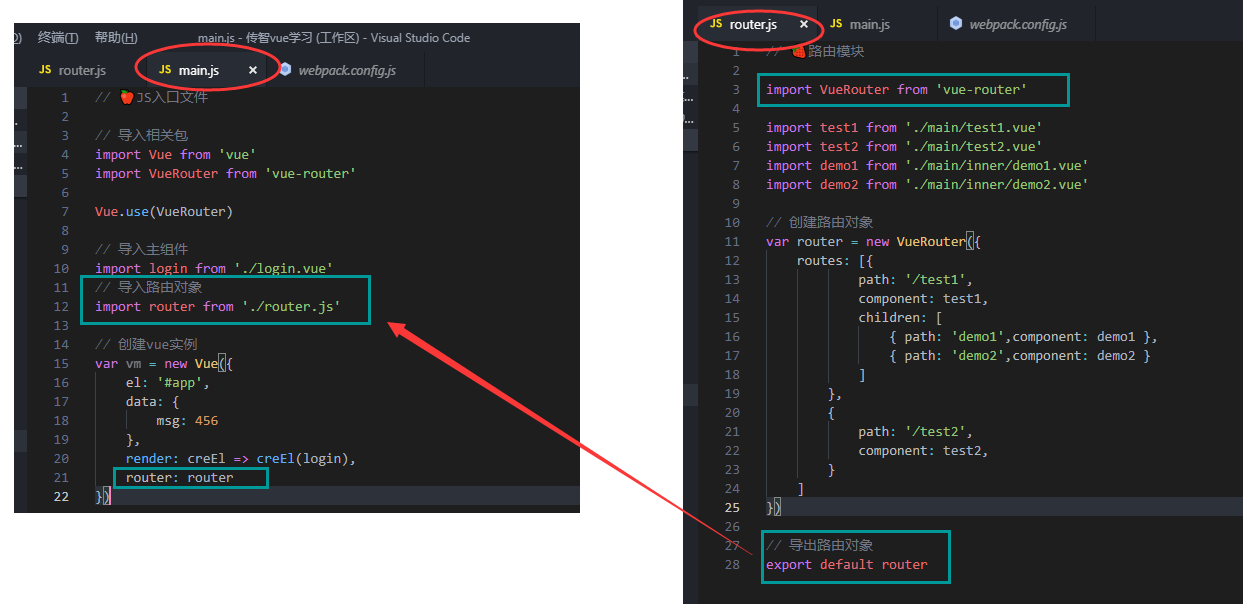 终端(T) 帮助(H) main.js - 传智vue学习 (工作区) - Visual Studio Code
JS router.js JS main.js × webpack.config.js
1 // 🍎JS入口文件
2
3 // 导入相关包
4 import Vue from 'vue'
5 import VueRouter from 'vue-router'
6
7 Vue.use(VueRouter)
8
9 // 导入主组件
10 import login from './login.vue'
11 // 导入路由对象
12 import router from './router.js'
13
14 // 创建vue实例
15 var vm = new Vue({
16 el: '#app',
17 data: {
18 msg: 456
19 },
20 render: creEl => creEl(login),
21 router: router
22 })
JS router.js × JS main.js webpack.config.js
1 // 🍓路由模块
2
3 import VueRouter from 'vue-router'
4
5 import test1 from './main/test1.vue'
6 import test2 from './main/test2.vue'
7 import demo1 from './main/inner/demo1.vue'
8 import demo2 from './main/inner/demo2.vue'
9
10 // 创建路由对象
11 var router = new VueRouter({
12 routes: [{
13 path: '/test1',
14 component: test1,
15 children: [
16 { path: 'demo1',component: demo1 },
17 { path: 'demo2',component: demo2 }
18 ]
19 },
20 {
21 path: '/test2',
22 component: test2,
23 }
24 ]
25 })
26
27 // 导出路由对象
28 export default router